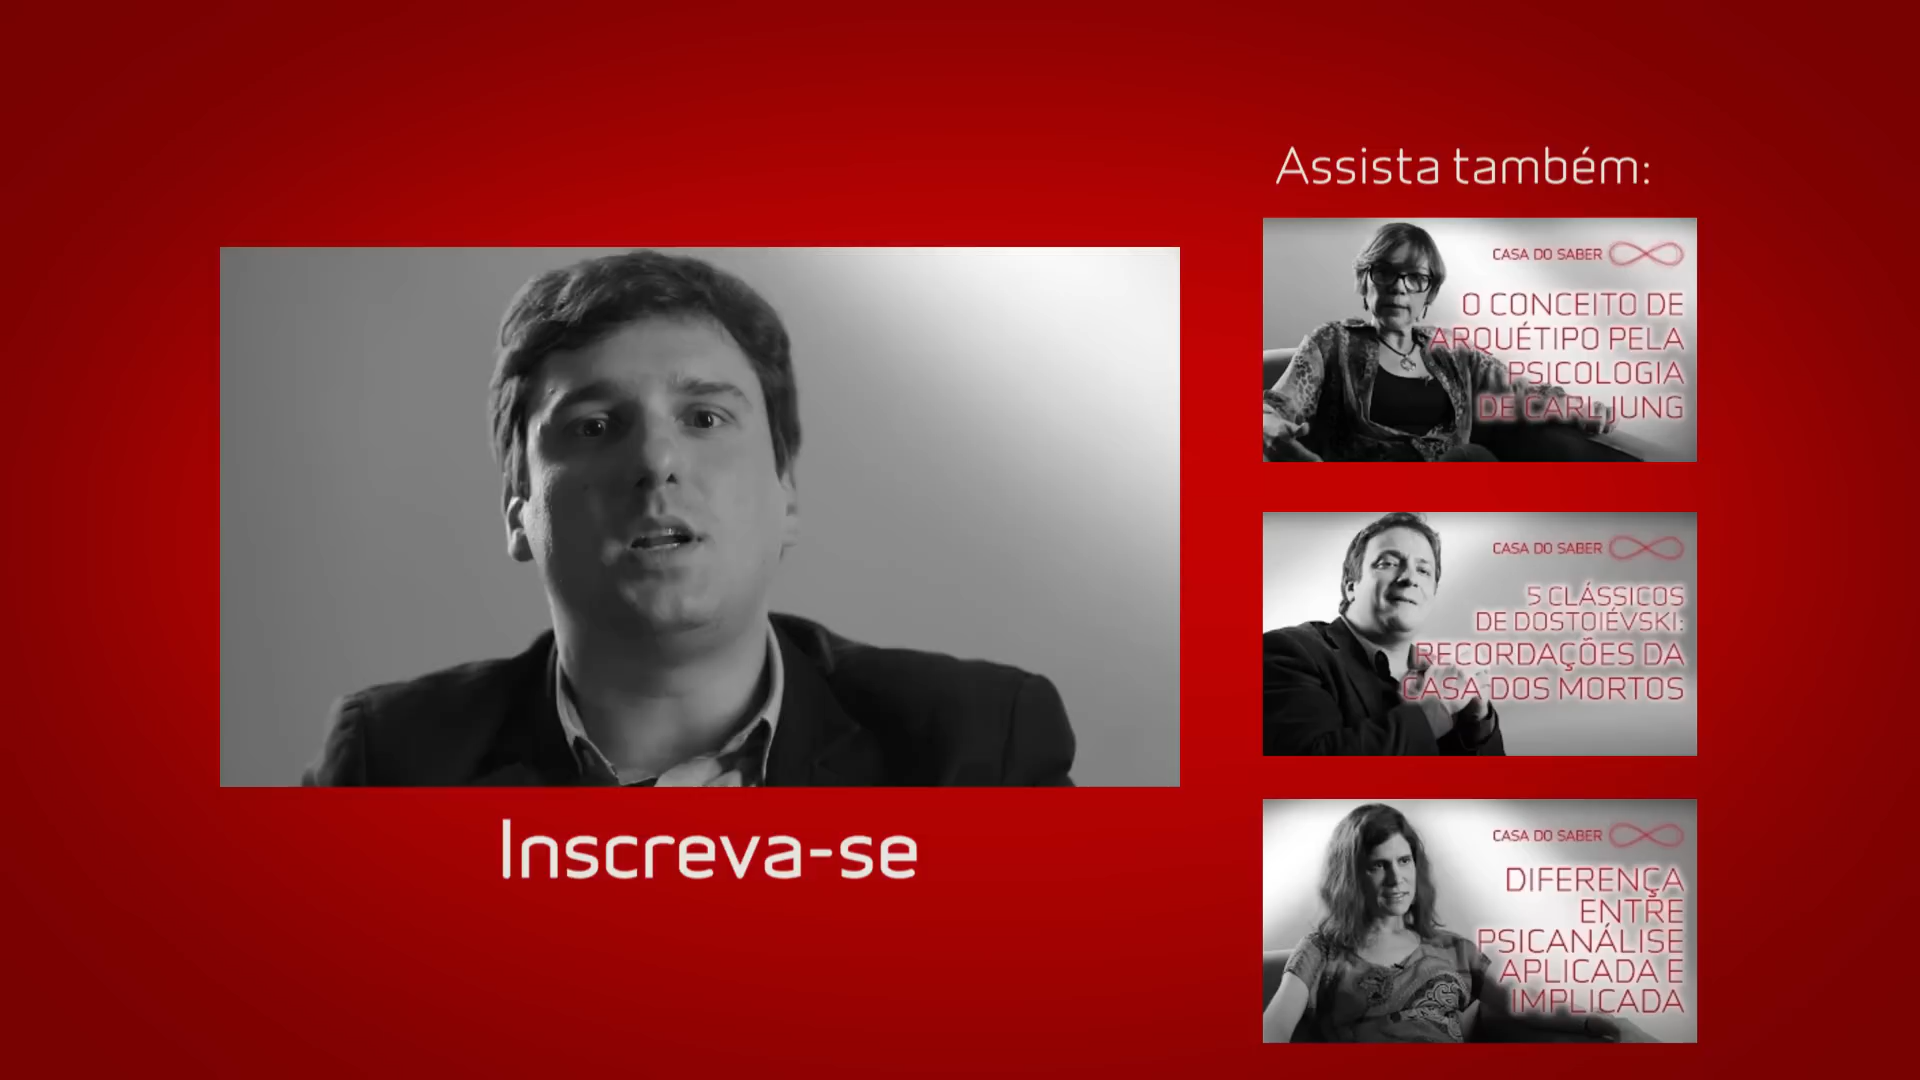 Assista também:
CASA DO SABER
O CONCEITO DE
ARQUÉTIPO PELA
PSICOLOGIA
DE CARL JUNG
CASA DO SABER
5 CLÁSSICOS
DE DOSTOIÉVSKI:
RECORDAÇÕES DA
CASA DOS MORTOS
Inscreva-se
CASA DO SABER
DIFERENÇA
ENTRE
PSICANÁLISE
APLICADA E
IMPLICADA